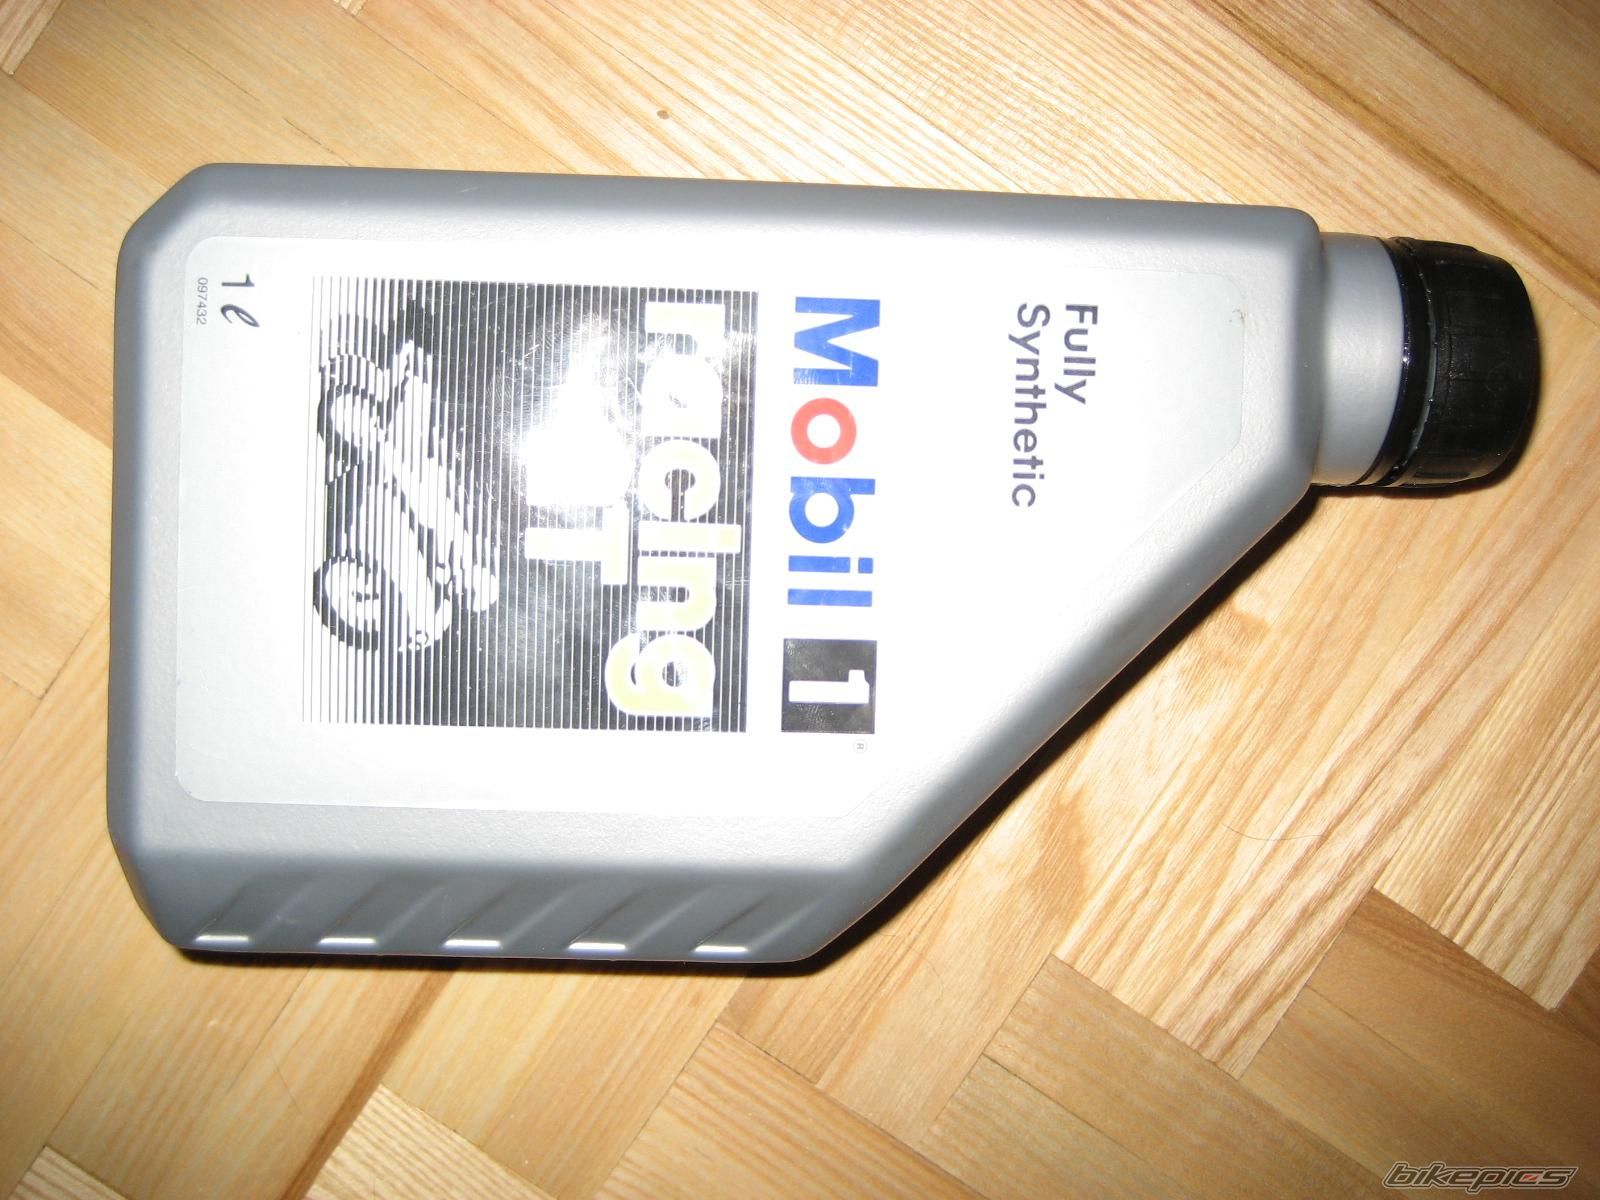 Fully
Synthetic
Mobil 1
®
racing
1 ℓ
097432
bikepics